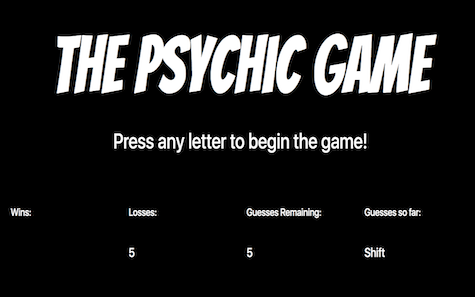 THE PSYCHIC GAME
Press any letter to begin the game!
Wins: Losses: Guesses Remaining: Guesses so far:
5 5 Shift